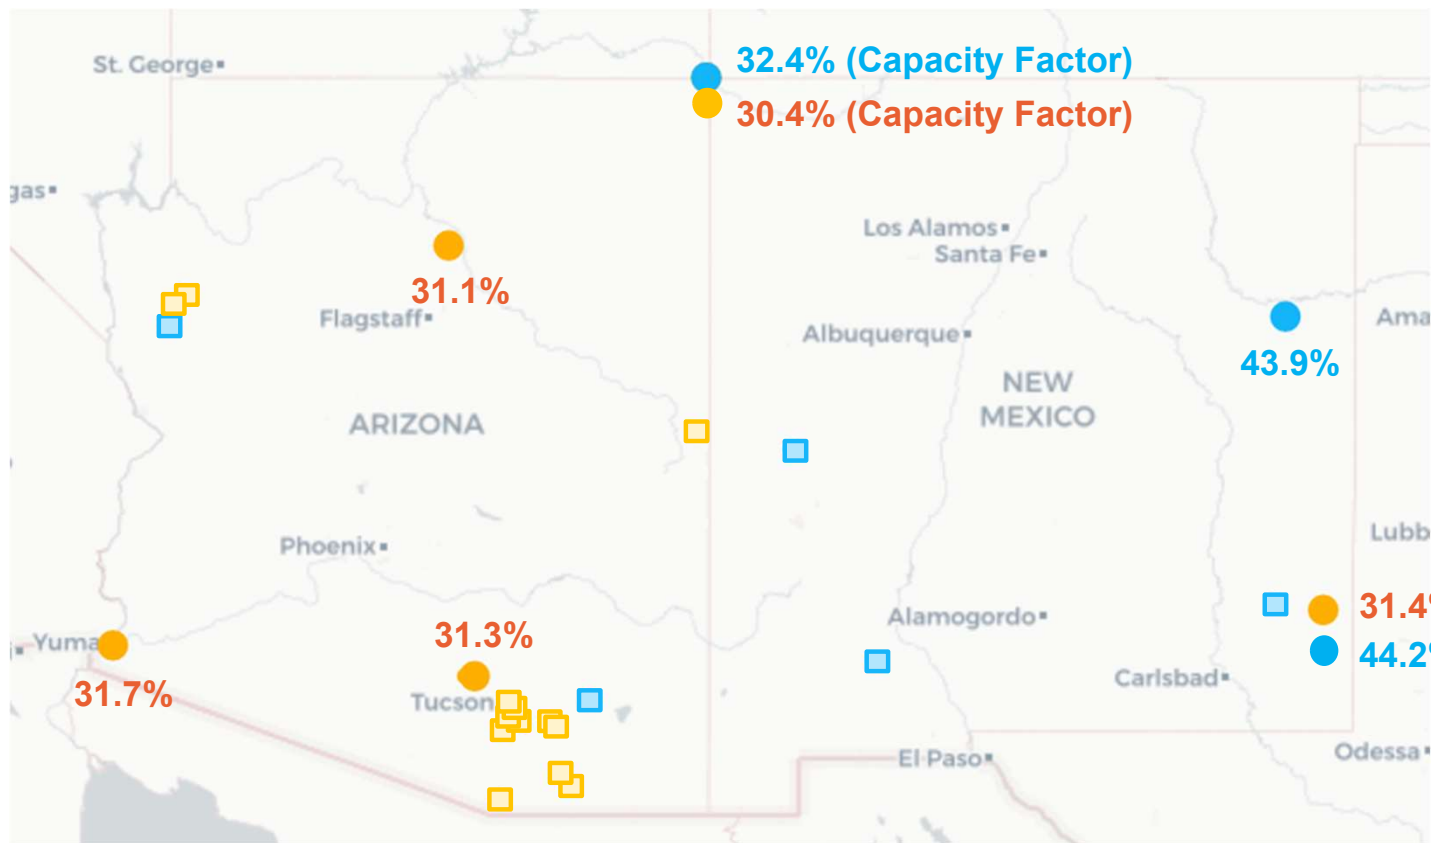 32.4% (Capacity Factor)
St. George
30.4% (Capacity Factor)
gas
Los Alamos
Santa Fe
31.1%
Flagstaff
Ama
Albuquerque
43.9%
NEW
MEXICO
ARIZONA
Lubb
Phoenix
31.4%
Alamogordo
31.3%
Yuma
44.2%
Carlsbad
31.7%
Tucson
El Paso
Odessa